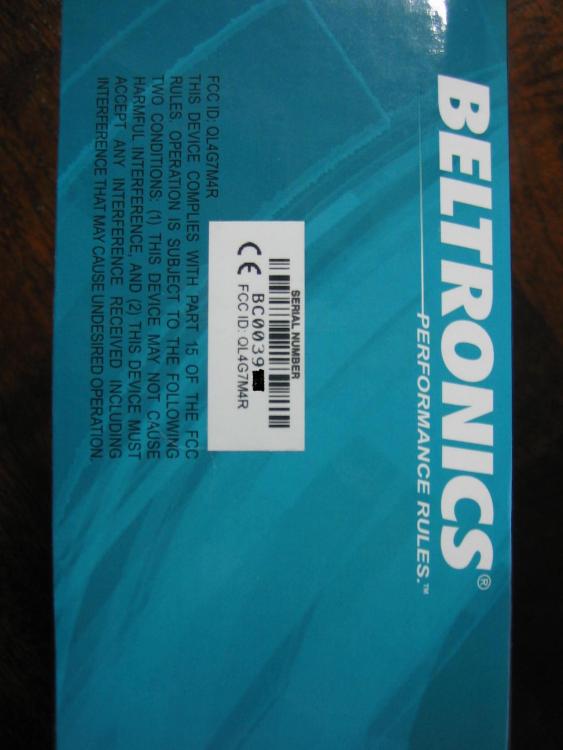 BELTRONICS®
PERFORMANCE RULES.™
SERIAL NUMBER
BC0039
CE FCC ID: QL4G7M4R
FCC ID: QL4G7M4R
THIS DEVICE COMPLIES WITH PART 15 OF THE FCC
RULES. OPERATION IS SUBJECT TO THE FOLLOWING
TWO CONDITIONS: (1) THIS DEVICE MAY NOT CAUSE
HARMFUL INTERFERENCE, AND (2) THIS DEVICE MUST
ACCEPT ANY INTERFERENCE RECEIVED INCLUDING
INTERFERENCE THAT MAY CAUSE UNDESIRED OPERATION.